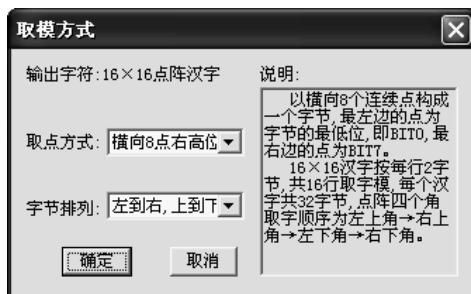 取模方式
输出字符:16×16点阵汉字
取点方式:
横向8点右高位
字节排列:
左到右,上到下
确定
取消
说明:
以横向8个连续点构成
一个字节,最左边的点为
字节的最低位,即BIT0,最
右边的点为BIT7。
16×16汉字按每行2字
节,共16行取字模,每个汉
字共32字节,点阵四个角
取字顺序为左上角→右上
角→左下角→右下角。